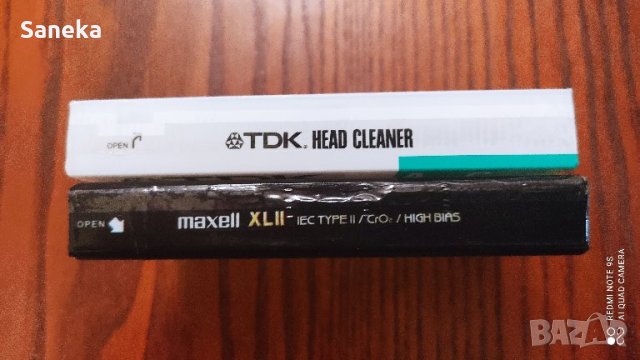 Saneka
OPEN
TDK. HEAD CLEANER
OPEN
maxell XLII- IEC TYPE II / CrO2 / HIGH BIAS
REDMI NOTE 9S
AI QUAD CAMERA
BAZAR